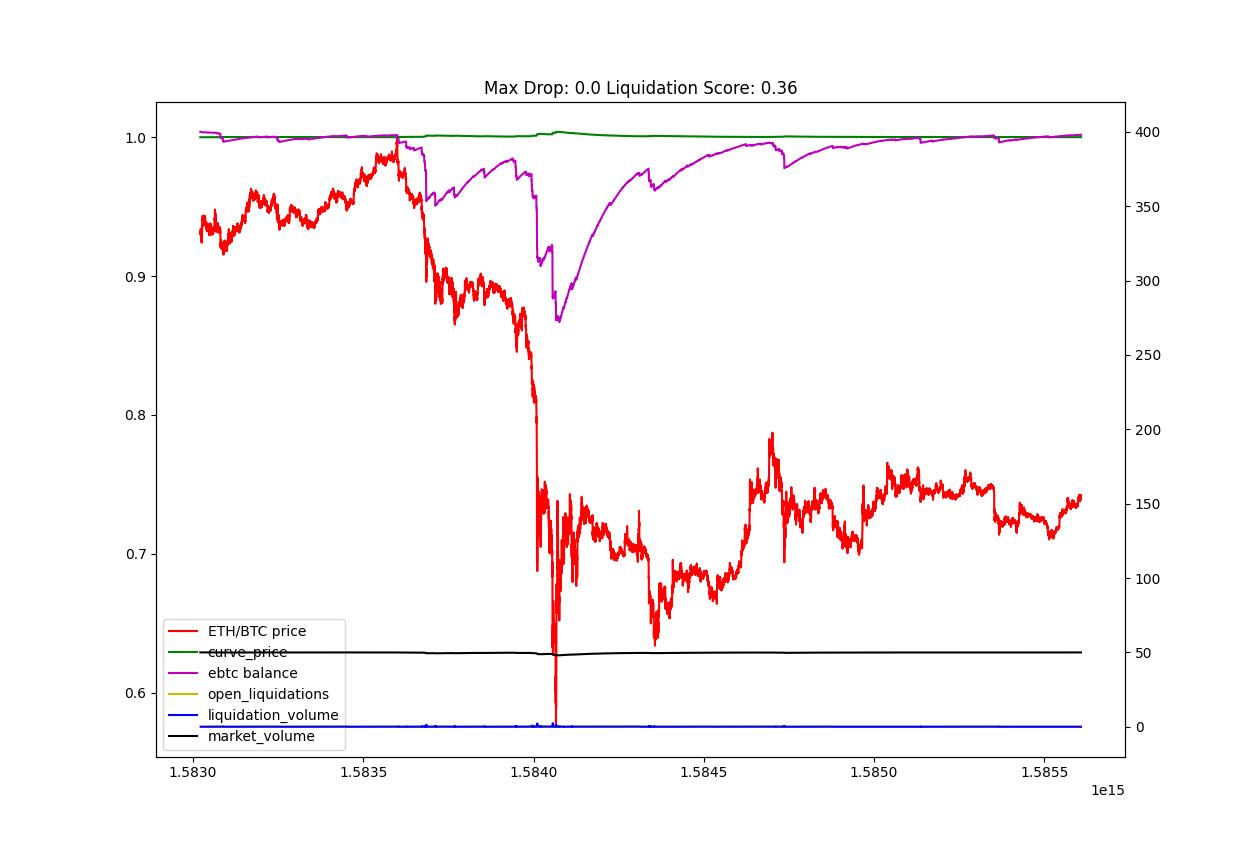 Max Drop: 0.0 Liquidation Score: 0.36
1.0
0.9
0.8
0.7
0.6
400
350
300
250
200
150
100
50
0
ETH/BTC price
curve_price
ebtc balance
open_liquidations
liquidation_volume
market_volume
1.5830 1.5835 1.5840 1.5845 1.5850 1.5855
1e15